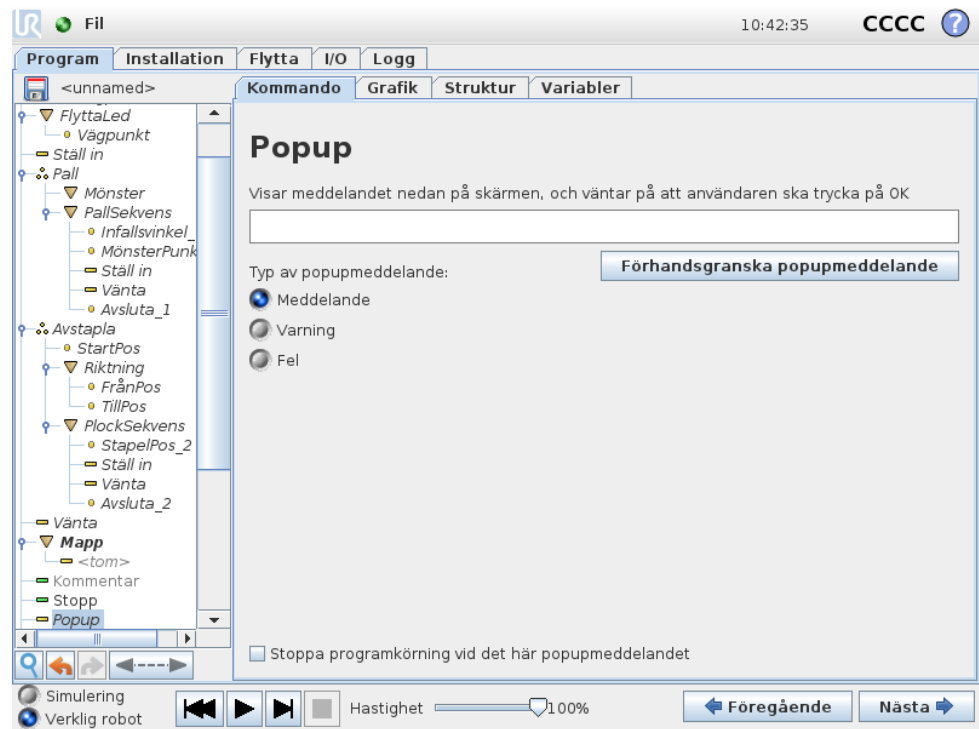 UR Fil 10:42:35 CCCC ?
Program Installation Flytta I/O Logg
<unnamed>
Kommando Grafik Struktur Variabler
FlyttaLed
Vägpunkt
Ställ in
Pall
Mönster
PallSekvens
Infallsvinkel_
MönsterPunk
Ställ in
Vänta
Avsluta_1
Avstapla
StartPos
Riktning
FrånPos
TillPos
PlockSekvens
StapelPos_2
Ställ in
Vänta
Avsluta_2
Vänta
Mapp
<tom>
Kommentar
Stopp
Popup
Popup
Visar meddelandet nedan på skärmen, och väntar på att användaren ska trycka på OK
Förhandsgranska popupmeddelande
Typ av popupmeddelande:
Meddelande
Varning
Fel
Stoppa programkörning vid det här popupmeddelandet
Simulering
Verklig robot
Hastighet 100%
Föregående
Nästa